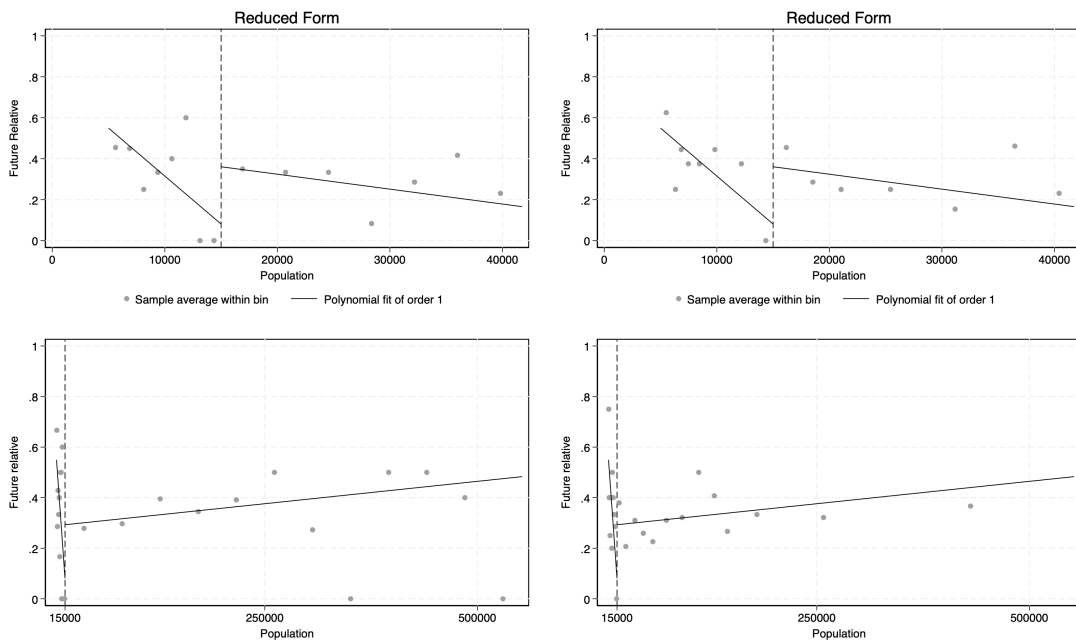 Reduced Form
Future Relative
1
.8
.6
.4
.2
0
0 10000 20000 30000 40000
Population
Sample average within bin Polynomial fit of order 1
Reduced Form
Future Relative
1
.8
.6
.4
.2
0
0 10000 20000 30000 40000
Population
Sample average within bin Polynomial fit of order 1
Future relative
1
.8
.6
.4
.2
0
15000 250000 500000
Population
Future relative
1
.8
.6
.4
.2
0
15000 250000 500000
Population